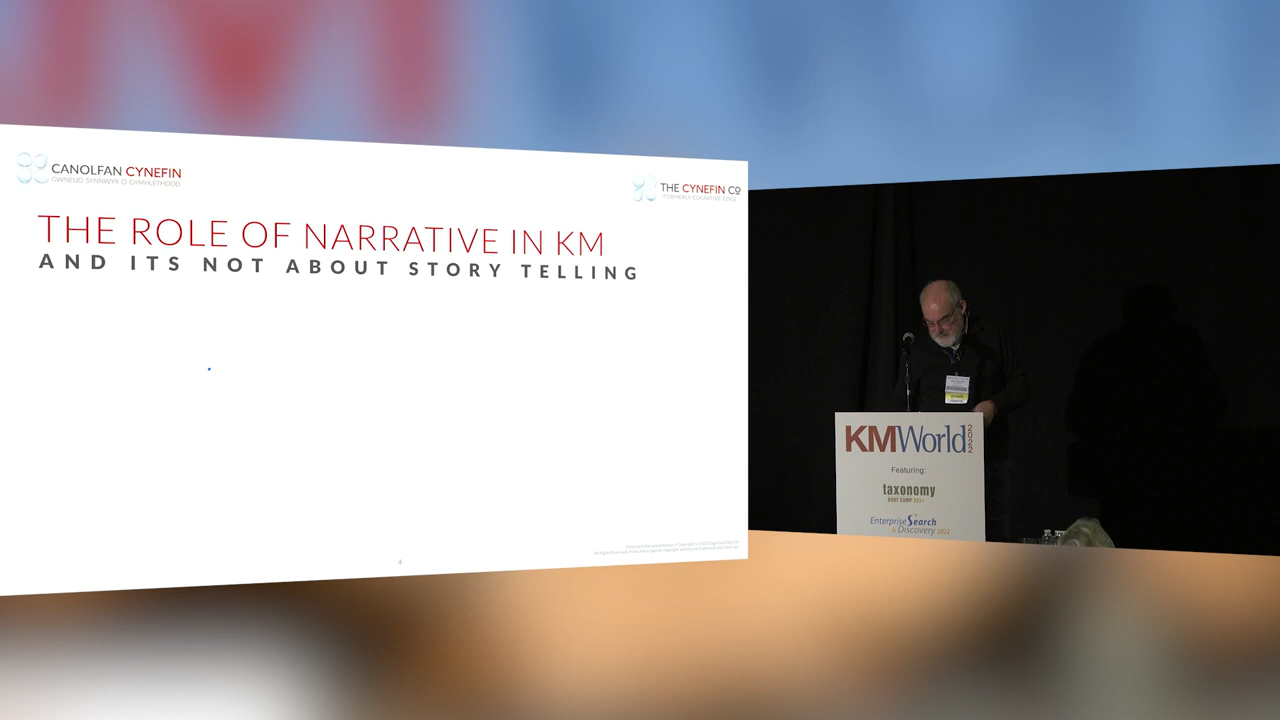 CANOLFAN CYNEFIN
GWNEUD SYNNWYR O GYMHLETHDOD
THE CYNEFIN CO
FORMERLY COGNITIVE EDGE
THE ROLE OF NARRATIVE IN KM
AND ITS NOT ABOUT STORY TELLING
4
KMWorld 2022
Featuring:
taxonomy
BOOT CAMP
Enterprise Search
& Discovery 2022